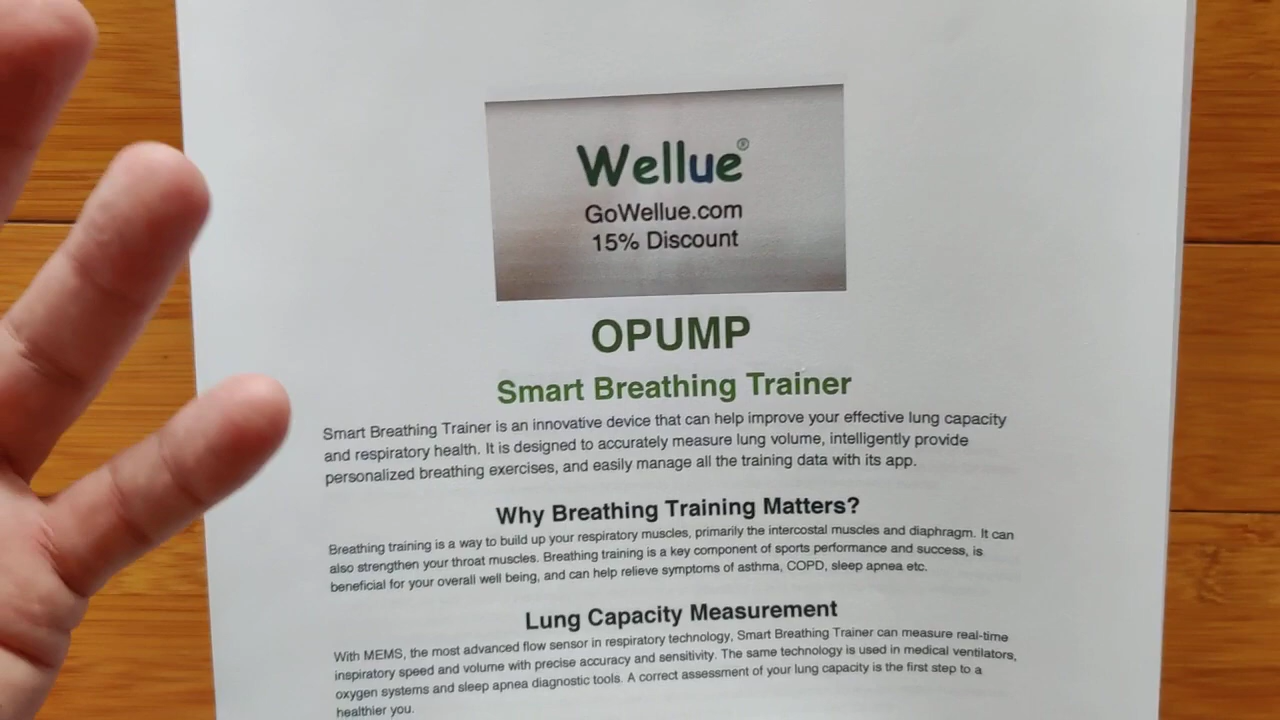 Wellue®
GoWellue.com
15% Discount
OPUMP
Smart Breathing Trainer
Smart Breathing Trainer is an innovative device that can help improve your effective lung capacity
and respiratory health. It is designed to accurately measure lung volume, intelligently provide
personalized breathing exercises, and easily manage all the training data with its app.
Why Breathing Training Matters?
Breathing training is a way to build up your respiratory muscles, primarily the intercostal muscles and diaphragm. It can
also strengthen your throat muscles. Breathing training is a key component of sports performance and success, is
beneficial for your overall well being, and can help relieve symptoms of asthma, COPD, sleep apnea etc.
Lung Capacity Measurement
With MEMS, the most advanced flow sensor in respiratory technology, Smart Breathing Trainer can measure real-time
inspiratory speed and volume with precise accuracy and sensitivity. The same technology is used in medical ventilators,
oxygen systems and sleep apnea diagnostic tools. A correct assessment of your lung capacity is the first step to a
healthier you.